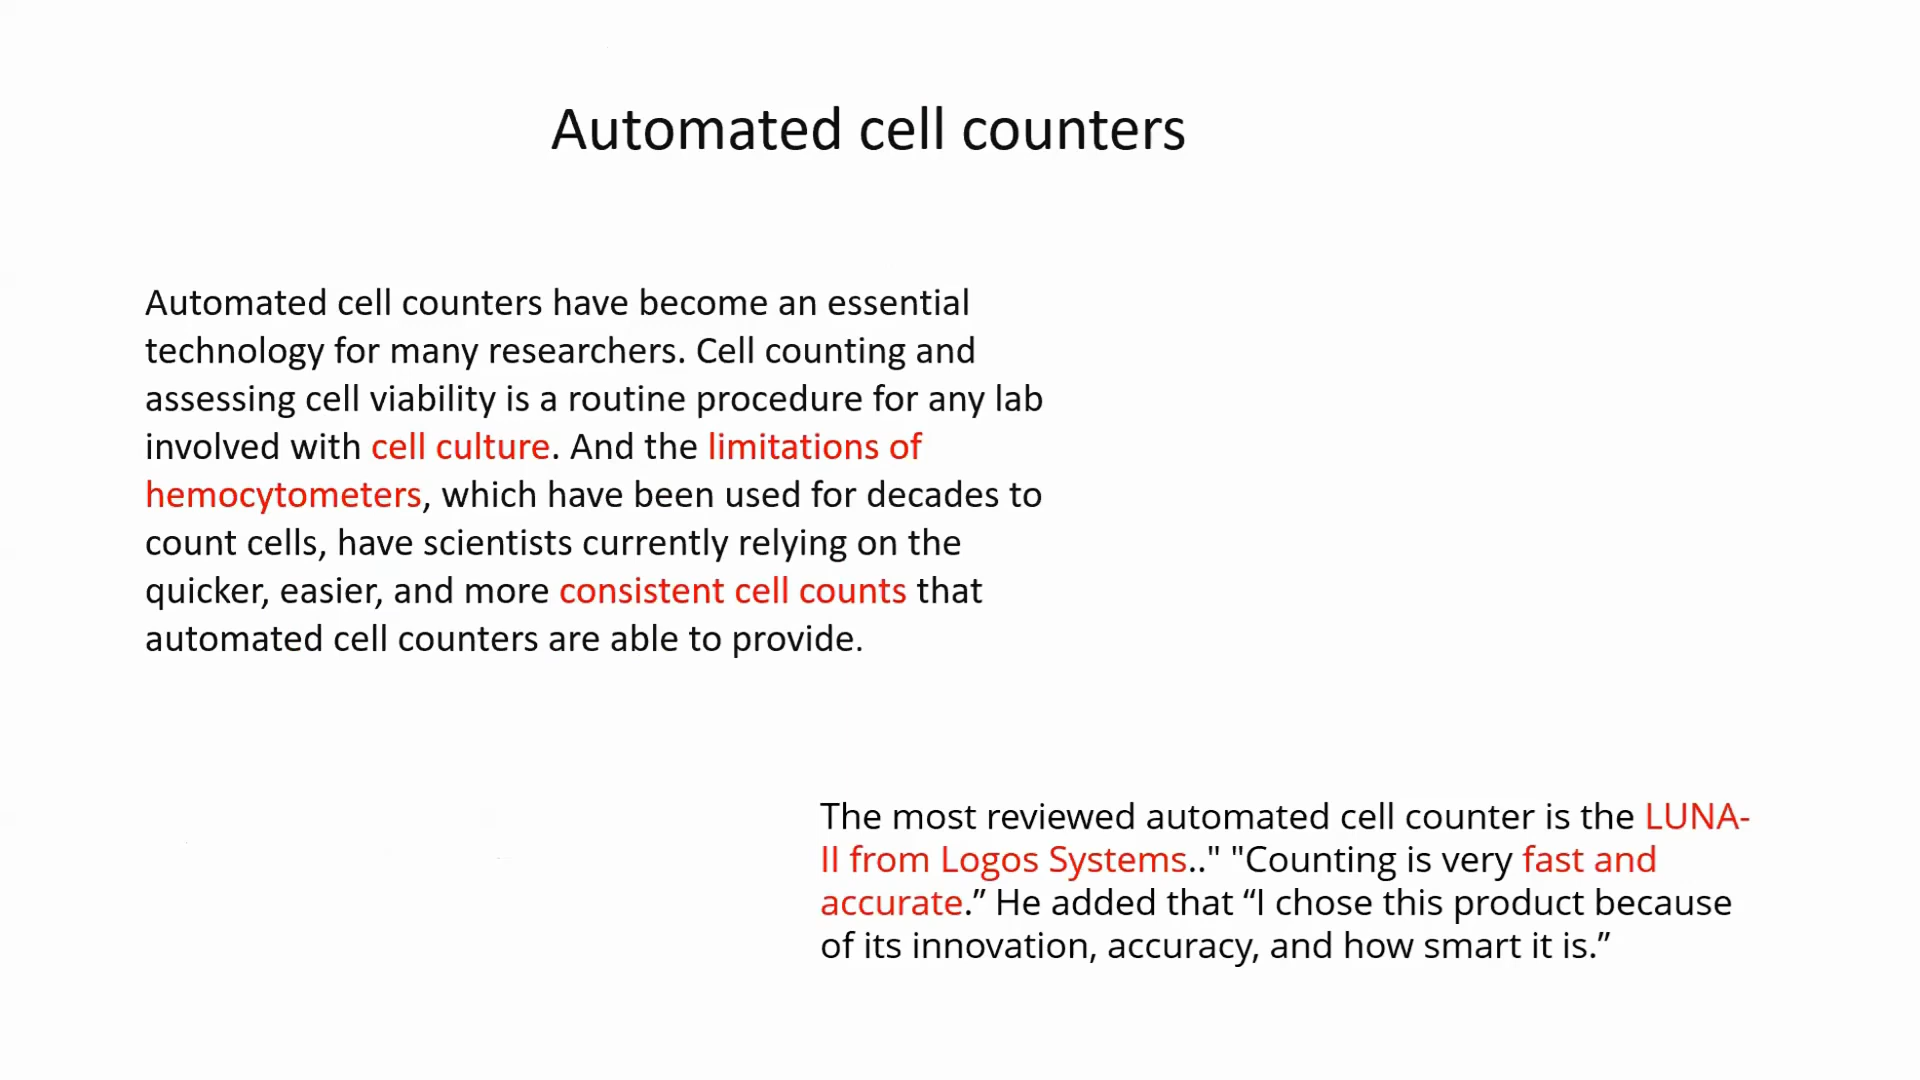 Automated cell counters
Automated cell counters have become an essential
technology for many researchers. Cell counting and
assessing cell viability is a routine procedure for any lab
involved with cell culture. And the limitations of
hemocytometers, which have been used for decades to
count cells, have scientists currently relying on the
quicker, easier, and more consistent cell counts that
automated cell counters are able to provide.
The most reviewed automated cell counter is the LUNA-
II from Logos Systems.." "Counting is very fast and
accurate.” He added that “I chose this product because
of its innovation, accuracy, and how smart it is.”